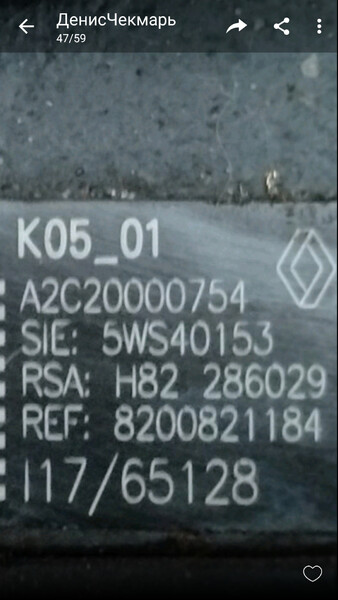 ДенисЧекмарь
47/59
K05_01
A2C20000754
SIE: 5WS40153
RSA: H82 286029
REF: 8200821184
I17/65128